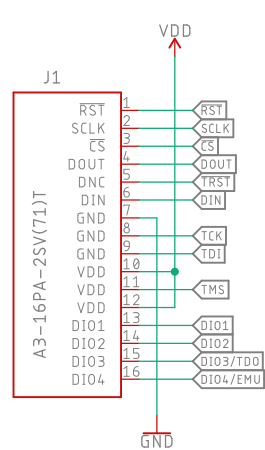 VDD
J1
RST 1 RST
SCLK 2 SCLK
CS 3 CS
DOUT 4 DOUT
DNC 5 TRST
DIN 6 DIN
GND 7
GND 8 TCK
GND 9 TDI
VDD 10
VDD 11 TMS
VDD 12
DIO1 13 DIO1
DIO2 14 DIO2
DIO3 15 DIO3/TDO
DIO4 16 DIO4/EMU
A3-16PA-2SV(71)T
GND